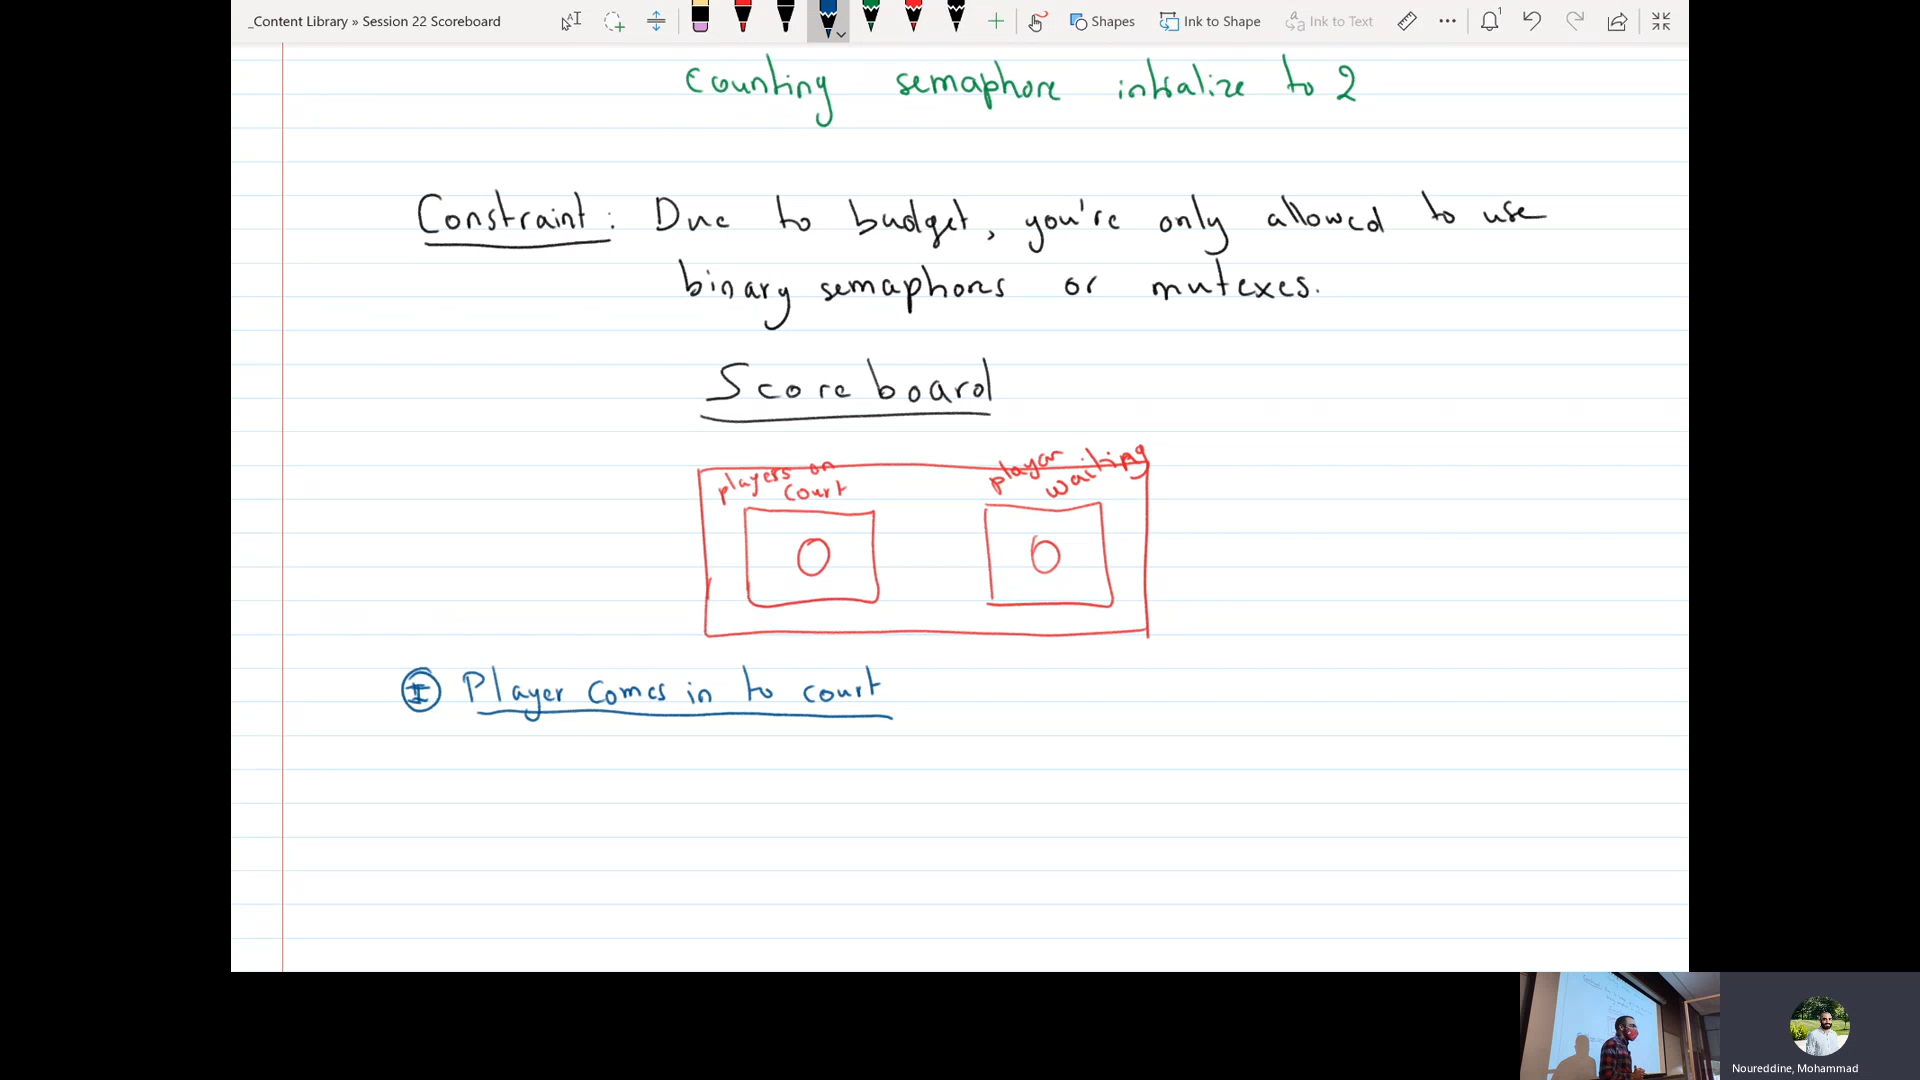 _Content Library » Session 22 Scoreboard
Shapes
Ink to Shape
Ink to Text
1
Counting semaphore intialize to 2
Constraint: Due to budget, you're only allowed to use
binary semaphores or mutexes.
Scoreboard
players on
court
player
waiting
0
0
I Player comes in to court
Noureddine, Mohammad